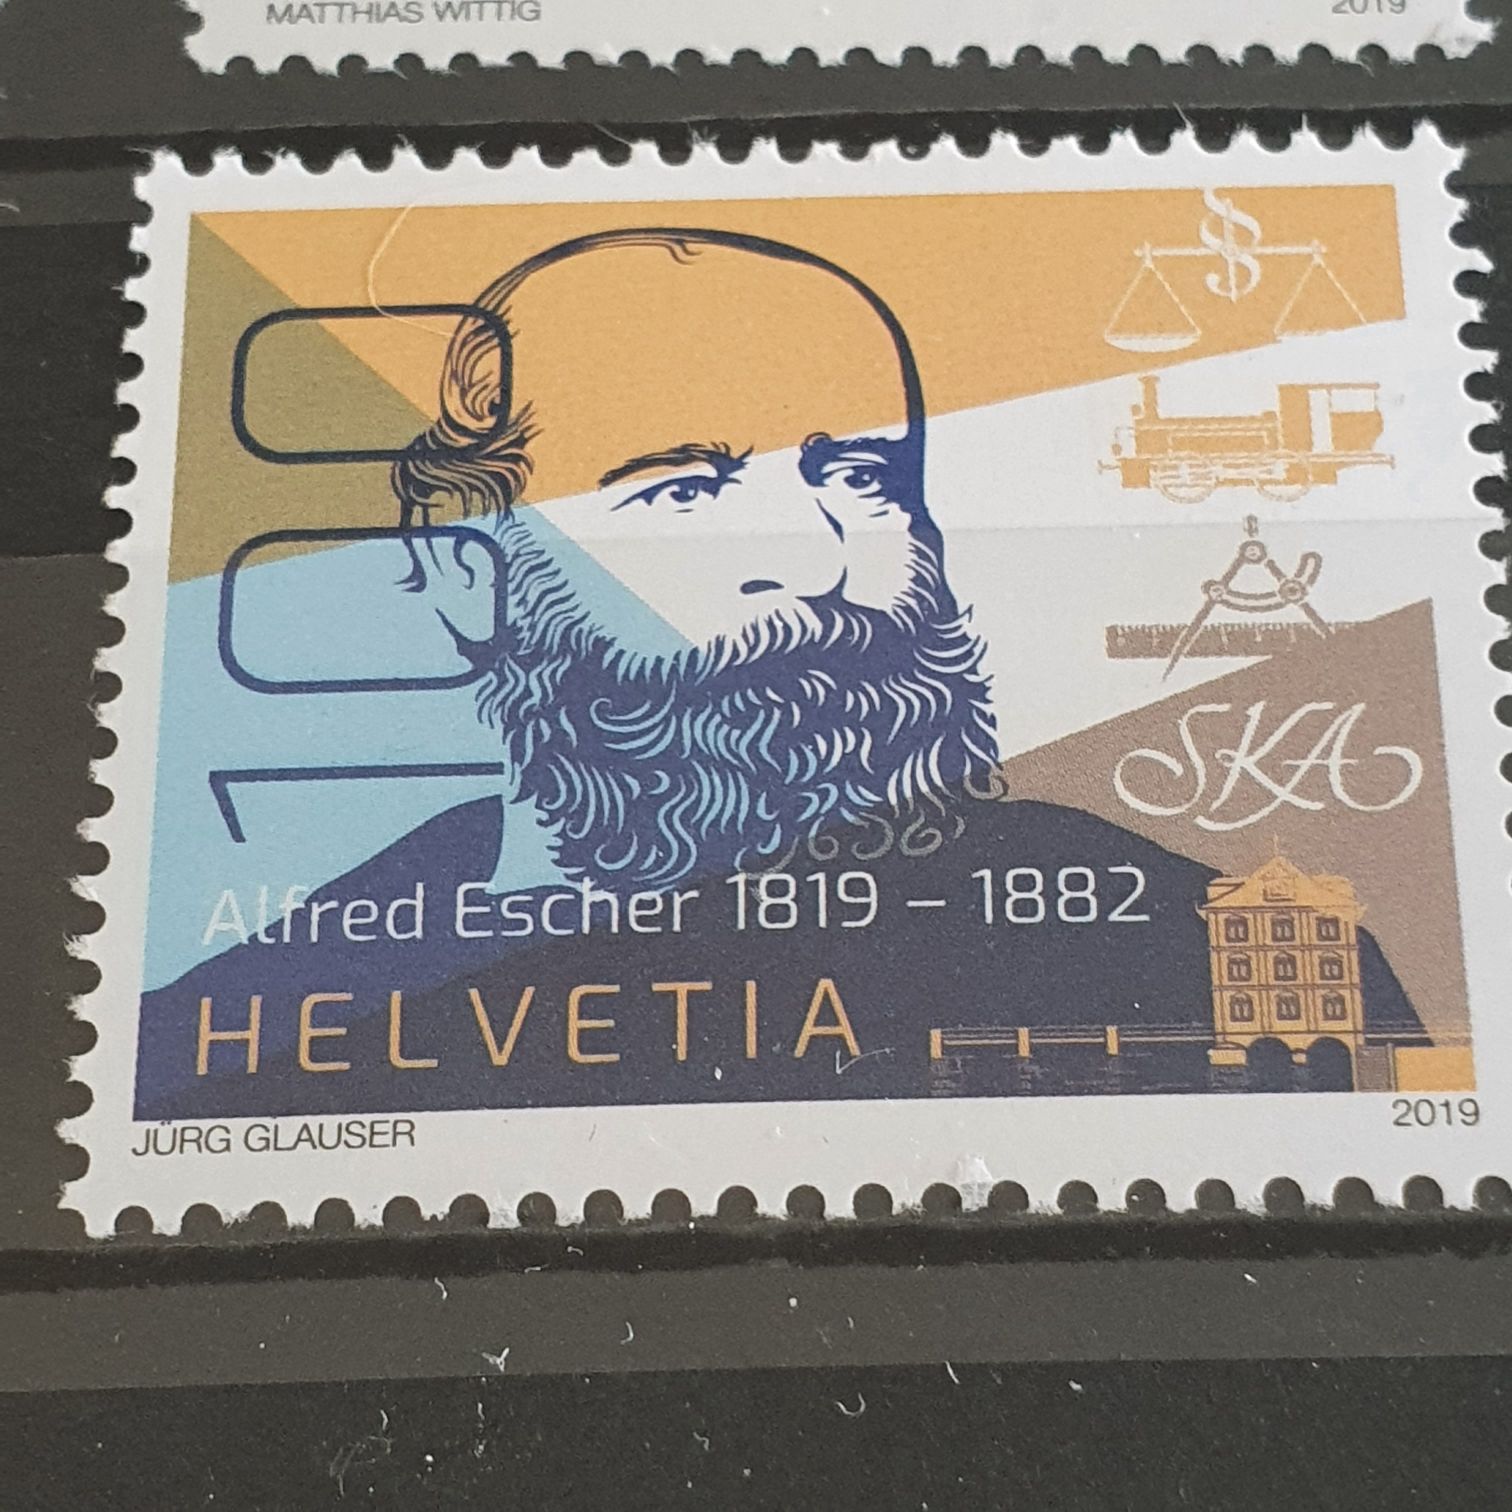 MATTHIAS WITTIG 2019
100
SKA
Alfred Escher 1819 – 1882
HELVETIA
JÜRG GLAUSER 2019